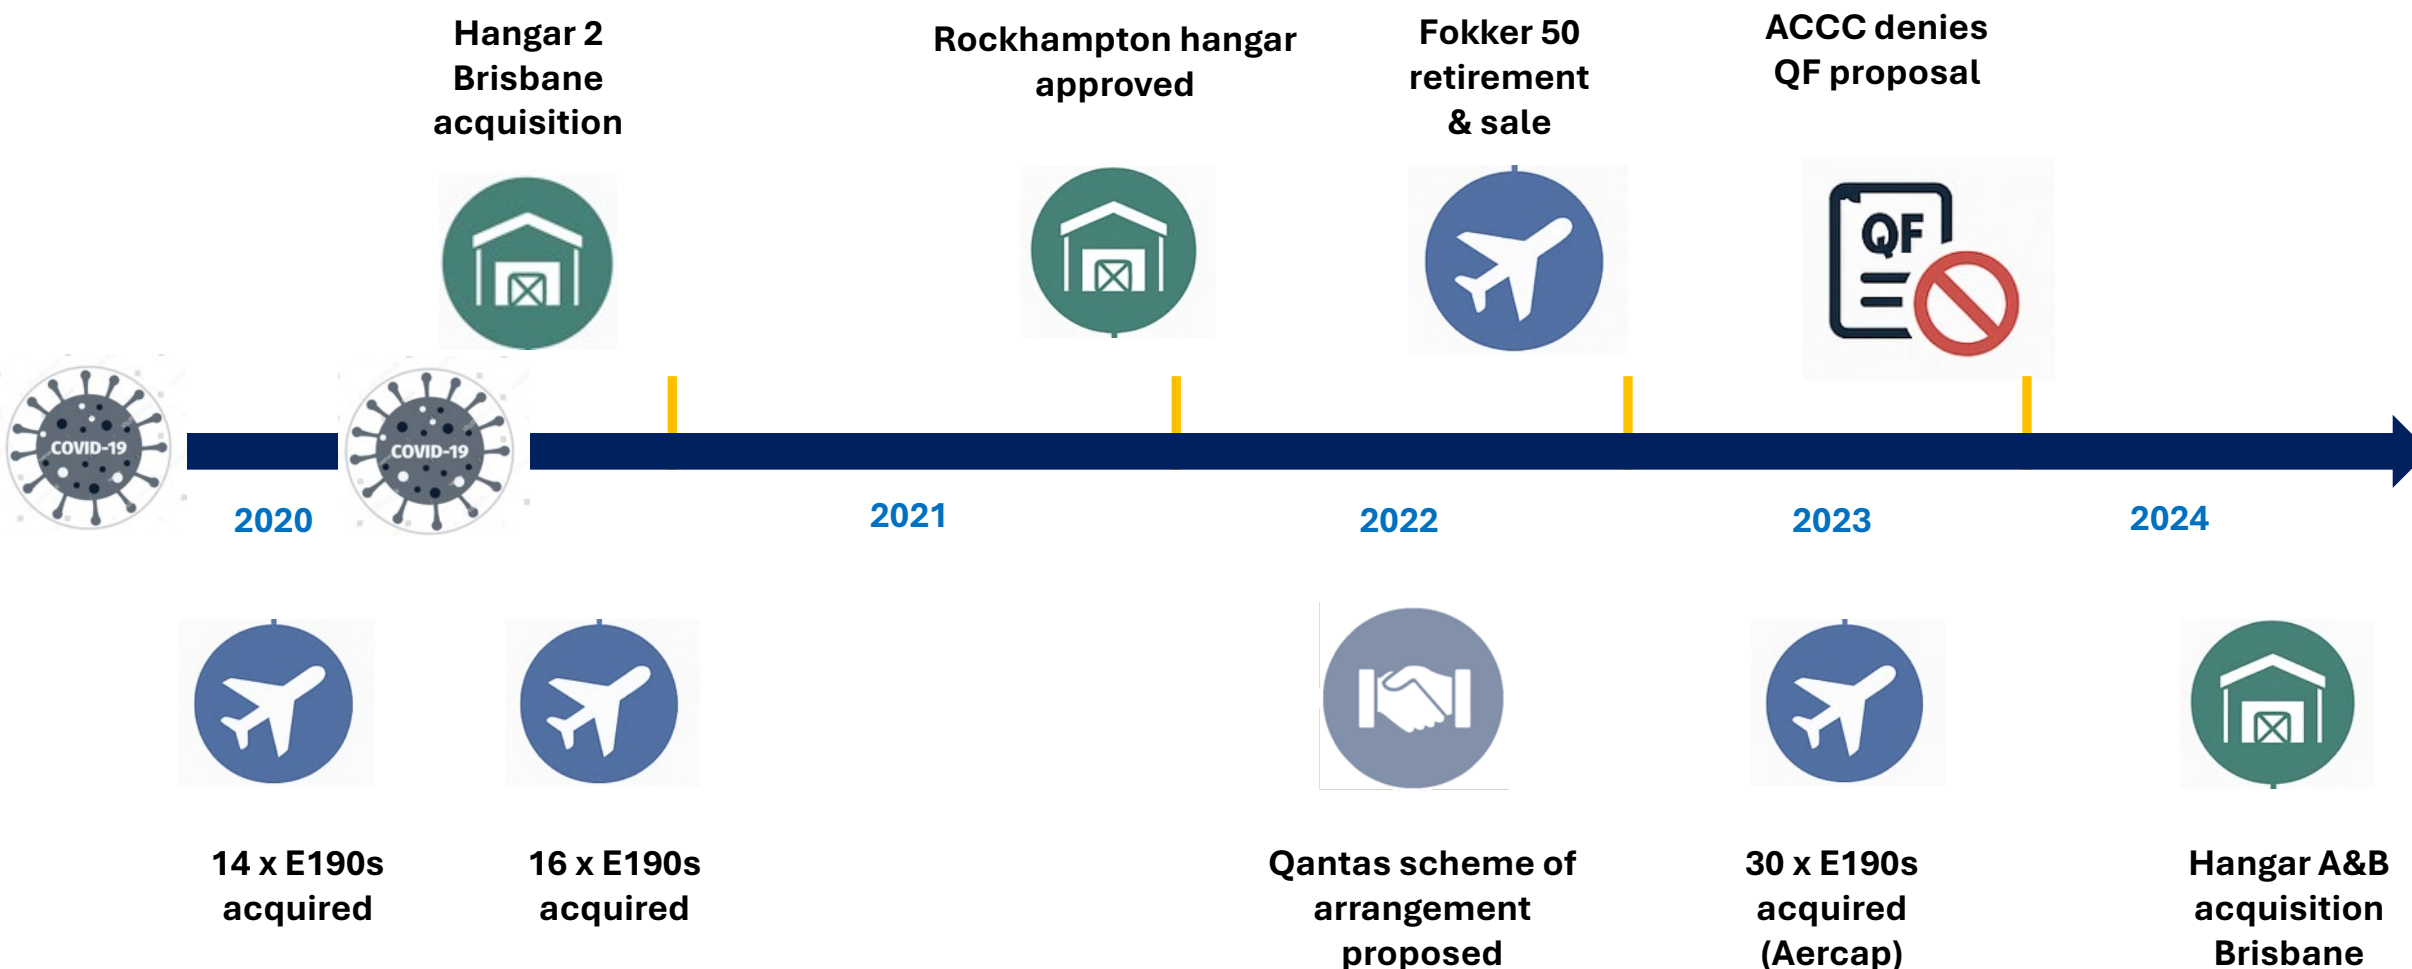 Hangar 2
Brisbane
acquisition
Rockhampton hangar
approved
Fokker 50
retirement
& sale
ACCC denies
QF proposal
QF
COVID-19
COVID-19
2020
2021
2022
2023
2024
14 x E190s
acquired
16 x E190s
acquired
Qantas scheme of
arrangement
proposed
30 x E190s
acquired
(Aercap)
Hangar A&B
acquisition
Brisbane